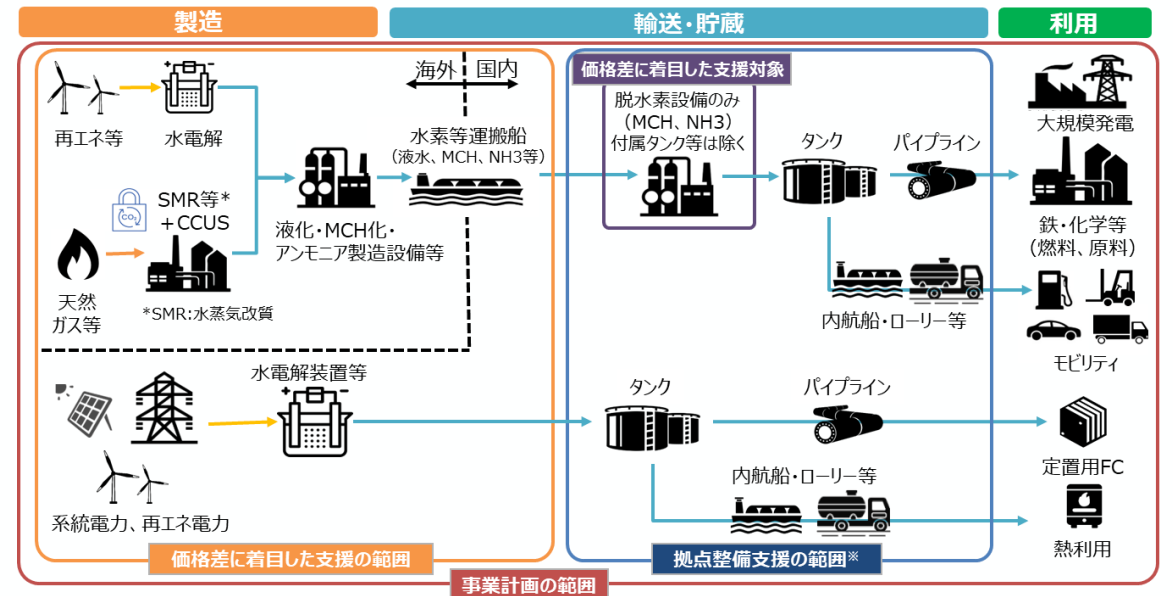 製造
輸送・貯蔵
利用
海外
国内
価格差に着目した支援対象
再エネ等
水電解
水素等運搬船
(液水、MCH、NH3等)
脱水素設備のみ
(MCH、NH3)
付属タンク等は除く
タンク
パイプライン
大規模発電
CO₂
SMR等*
+CCUS
液化・MCH化・
アンモニア製造設備等
鉄・化学等
(燃料、原料)
天然
ガス等
*SMR:水蒸気改質
内航船・ローリー等
モビリティ
水電解装置等
タンク
パイプライン
定置用FC
系統電力、再エネ電力
内航船・ローリー等
熱利用
価格差に着目した支援の範囲
拠点整備支援の範囲※
事業計画の範囲